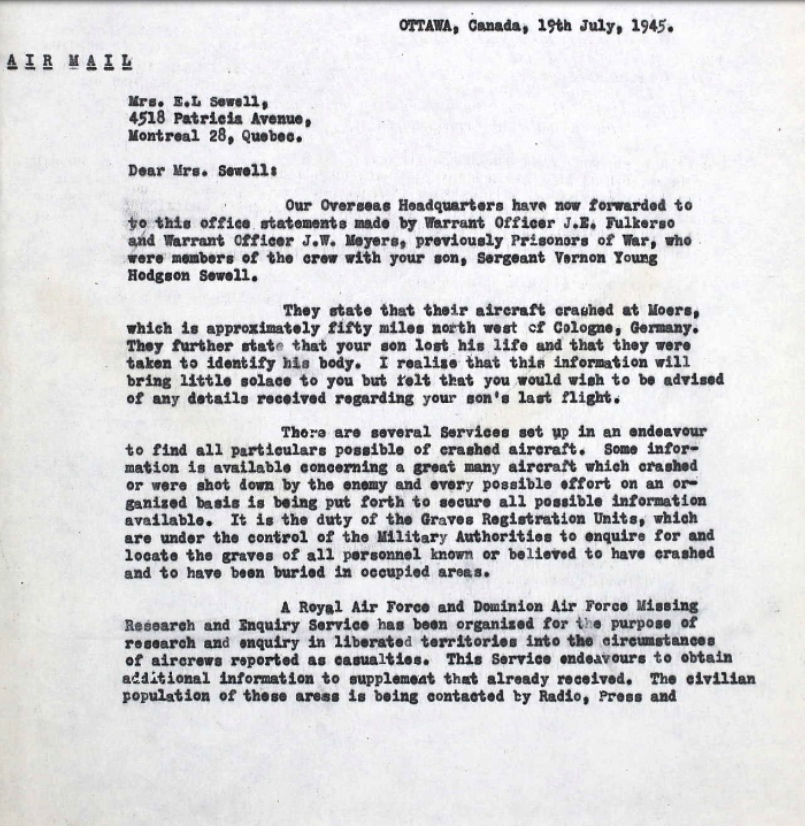 OTTAWA, Canada, 19th July, 1945.
AIR MAIL
Mrs. E.L Sewell,
4518 Patricia Avenue,
Montreal 28, Quebec.
Dear Mrs. Sewell:
Our Overseas Headquarters have now forwarded to
to this office statements made by Warrant Officer J.E. Fulkerso
and Warrant Officer J.W. Meyers, previously Prisoners of War, who
were members of the crew with your son, Sergeant Vernon Young
Hodgson Sewell.
They state that their aircraft crashed at Moers,
which is approximately fifty miles north west of Cologne, Germany.
They further state that your son lost his life and that they were
taken to identify his body. I realize that this information will
bring little solace to you but felt that you would wish to be advised
of any details received regarding your son's last flight.
There are several Services set up in an endeavour
to find all particulars possible of crashed aircraft. Some infor-
mation is available concerning a great many aircraft which crashed
or were shot down by the enemy and every possible effort on an or-
ganized basis is being put forth to secure all possible information
available. It is the duty of the Graves Registration Units, which
are under the control of the Military Authorities to enquire for and
locate the graves of all personnel known or believed to have crashed
and to have been buried in occupied areas.
A Royal Air Force and Dominion Air Force Missing
Research and Enquiry Service has been organized for the purpose of
research and enquiry in liberated territories into the circumstances
of aircrews reported as casualties. This Service endeavours to obtain
additional information to supplement that already received. The civilian
population of these areas is being contacted by Radio, Press and